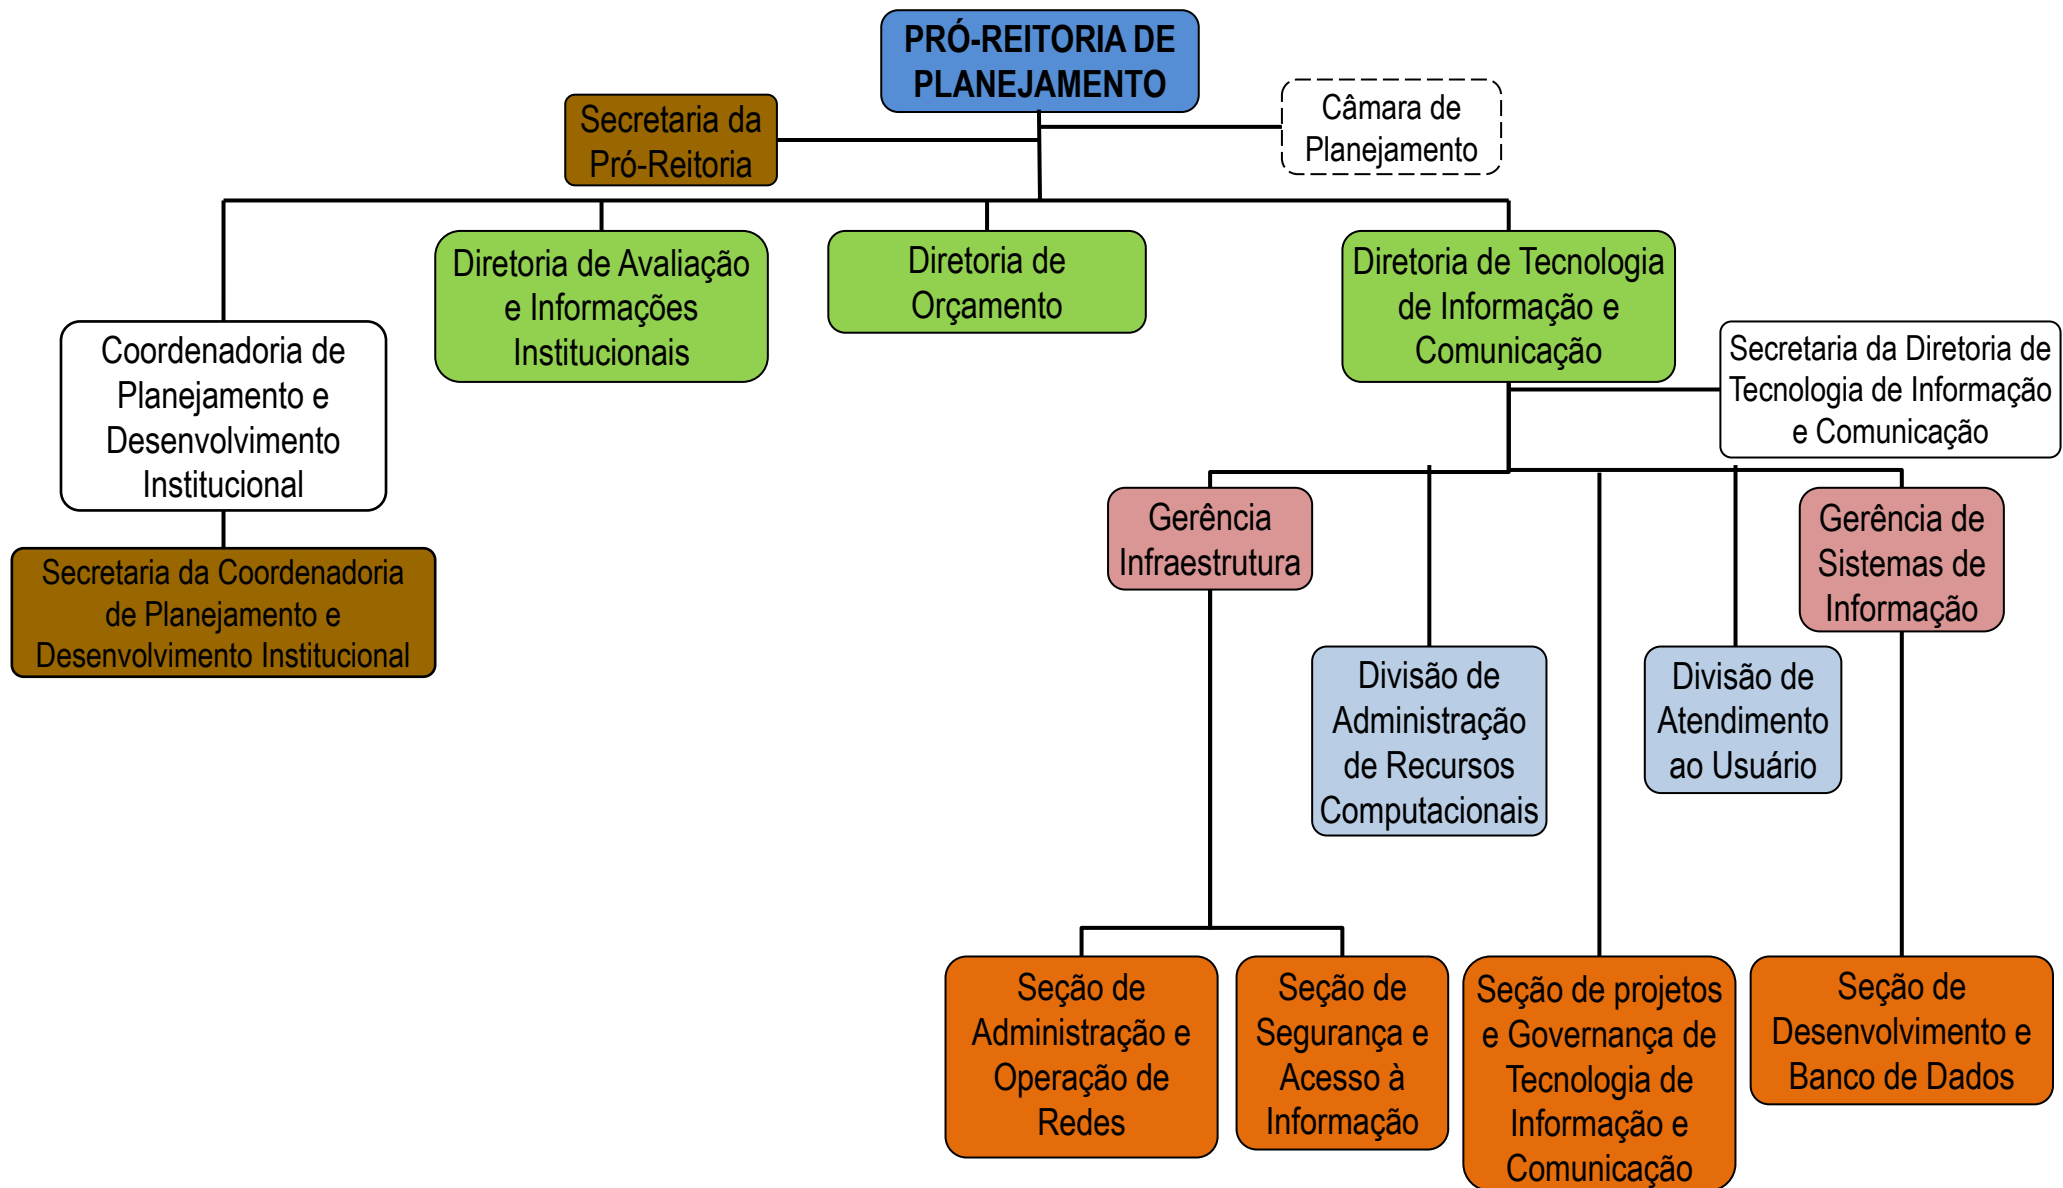 PRÓ-REITORIA DE
PLANEJAMENTO
Secretaria da
Pró-Reitoria
Câmara de
Planejamento
Coordenadoria de
Planejamento e
Desenvolvimento
Institucional
Diretoria de Avaliação
e Informações
Institucionais
Diretoria de
Orçamento
Diretoria de Tecnologia
de Informação e
Comunicação
Secretaria da Diretoria de
Tecnologia de Informação
e Comunicação
Secretaria da Coordenadoria
de Planejamento e
Desenvolvimento Institucional
Gerência
Infraestrutura
Gerência de
Sistemas de
Informação
Divisão de
Administração
de Recursos
Computacionais
Divisão de
Atendimento
ao Usuário
Seção de
Administração e
Operação de
Redes
Seção de
Segurança e
Acesso à
Informação
Seção de projetos
e Governança de
Tecnologia de
Informação e
Comunicação
Seção de
Desenvolvimento e
Banco de Dados